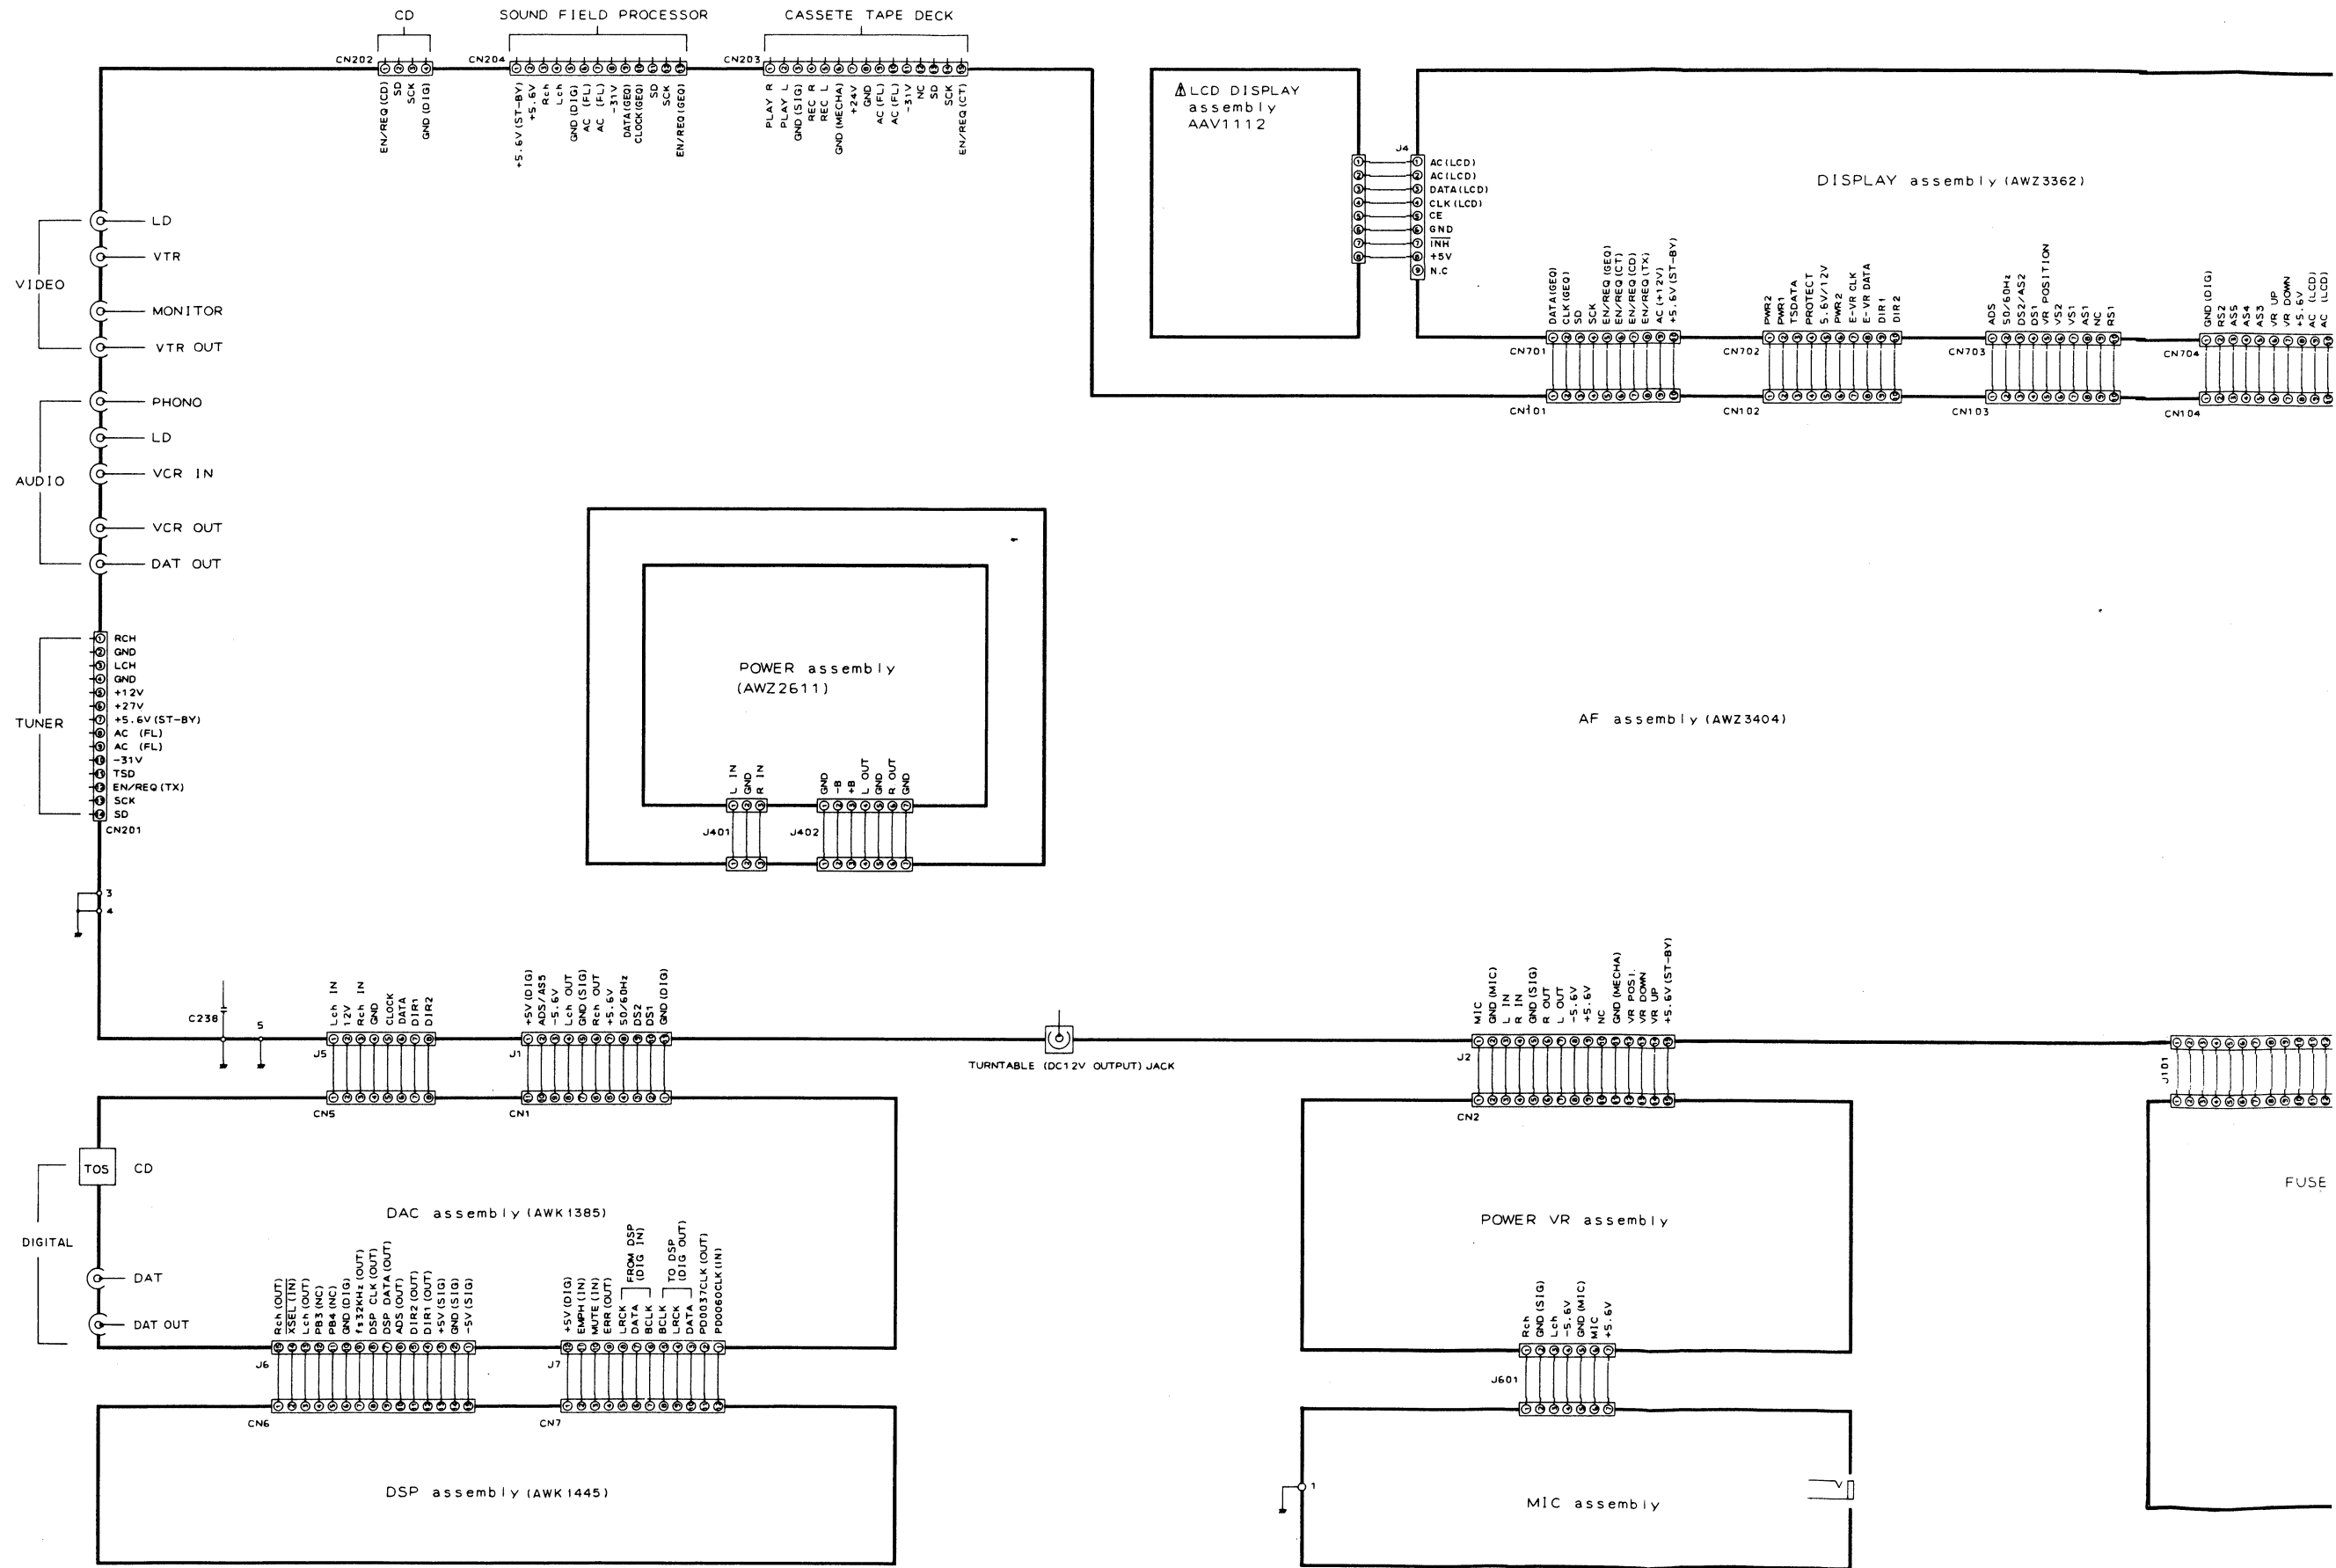 CD
SOUND FIELD PROCESSOR
CASSETE TAPE DECK
CN202
EN/REQ (CD)
SD
SCK
GND (DIG)
CN204
+5.6V (ST-BY)
+5.6V
Rch
Lch
GND (DIG)
AC (FL)
AC (FL)
-31V
DATA(GEQ)
CLOCK(GEQ)
SD
SCK
EN/REQ (GEQ)
CN203
PLAY R
PLAY L
GND (SIG)
REC R
REC L
GND (MECHA)
+24V
GND
AC (FL)
AC (FL)
-31V
NC
SD
SCK
EN/REQ (CT)
LCD DISPLAY
assembly
AAV1112
J4
AC (LCD)
AC (LCD)
DATA (LCD)
CLK (LCD)
CE
GND
INH
+5V
N.C
DISPLAY assembly (AWZ3362)
CN701
DATA(GEQ)
CLK (GEQ)
SD
SCK
EN/REQ (GEQ)
EN/REQ (CT)
EN/REQ (CD)
EN/REQ (TX)
AC (+12V)
+5.6V (ST-BY)
CN101
CN702
PWR2
PWR1
TSDATA
PROTECT
5.6V/12V
PWR2
E-VR CLK
E-VR DATA
DIR1
DIR2
CN102
CN703
ADS
50/60Hz
DS2/AS2
DS1
VR POSITION
VS2
VS1
AS1
NC
RS1
CN103
CN704
GND (DIG)
RS2
AS5
AS4
AS3
VR UP
VR DOWN
+5.6V
AC (LCD)
AC (LCD)
CN104
VIDEO
LD
VTR
MONITOR
VTR OUT
AUDIO
PHONO
LD
VCR IN
VCR OUT
DAT OUT
TUNER
RCH
GND
LCH
GND
+12V
+27V
+5.6V (ST-BY)
AC (FL)
AC (FL)
-31V
TSD
EN/REQ (TX)
SCK
SD
CN201
3
4
POWER assembly
(AWZ2611)
L IN
GND
R IN
J401
GND
-B
+B
L OUT
GND
R OUT
GND
J402
AF assembly (AWZ3404)
C238
5
J5
Lch IN
12V
Rch IN
GND
CLOCK
DATA
DIR1
DIR2
CN5
J1
+5V (DIG)
ADS/AS5
-5.6V
Lch OUT
GND (SIG)
Rch OUT
+5.6V
50/60Hz
DS2
DS1
GND (DIG)
CN1
TURNTABLE (DC12V OUTPUT) JACK
J2
MIC
GND (MIC)
L IN
R IN
GND (SIG)
R OUT
L OUT
-5.6V
+5.6V
NC
GND (MECHA)
VR POSI.
VR DOWN
VR UP
+5.6V (ST-BY)
CN2
J101
FUSE
DIGITAL
TOS
CD
DAT
DAT OUT
DAC assembly (AWK1385)
J6
Rch (OUT)
XSEL (IN)
Lch (OUT)
PB3 (NC)
PB4 (NC)
GND (DIG)
fs32KHz (OUT)
DSP CLK (OUT)
DSP DATA (OUT)
ADS (OUT)
DIR2 (OUT)
DIR1 (OUT)
+5V (SIG)
GND (SIG)
-5V (SIG)
CN6
J7
+5V (DIG)
EMPH (IN)
MUTE (IN)
ERR (OUT)
LRCK
DATA
BCLK
FROM DSP
(DIG IN)
BCLK
LRCK
DATA
TO DSP
(DIG OUT)
PD0037CLK (OUT)
PD0060CLK (IN)
CN7
DSP assembly (AWK1445)
POWER VR assembly
Rch
GND (SIG)
Lch
-5.6V
GND (MIC)
MIC
+5.6V
J601
1
MIC assembly